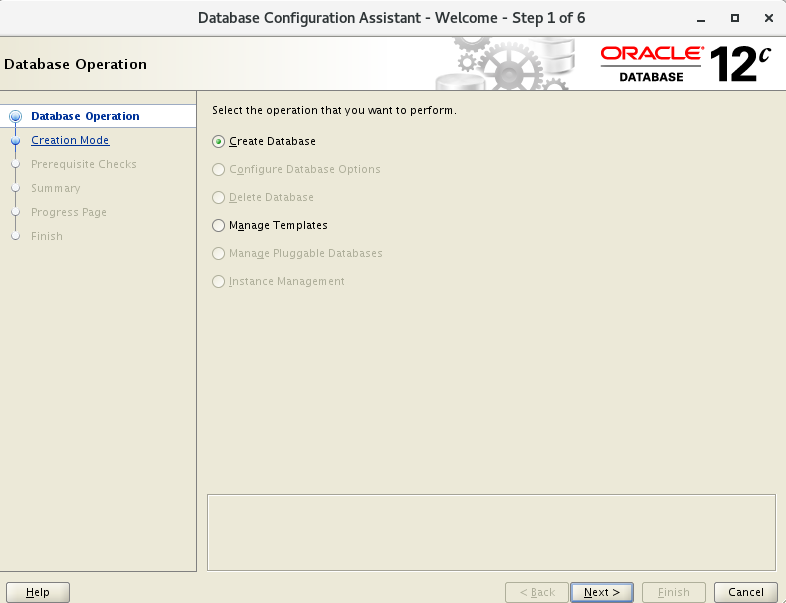 Database Configuration Assistant - Welcome - Step 1 of 6
Database Operation
ORACLE
DATABASE
12c
Database Operation
Creation Mode
Prerequisite Checks
Summary
Progress Page
Finish
Select the operation that you want to perform.
Create Database
Configure Database Options
Delete Database
Manage Templates
Manage Pluggable Databases
Instance Management
Help
< Back
Next >
Finish
Cancel